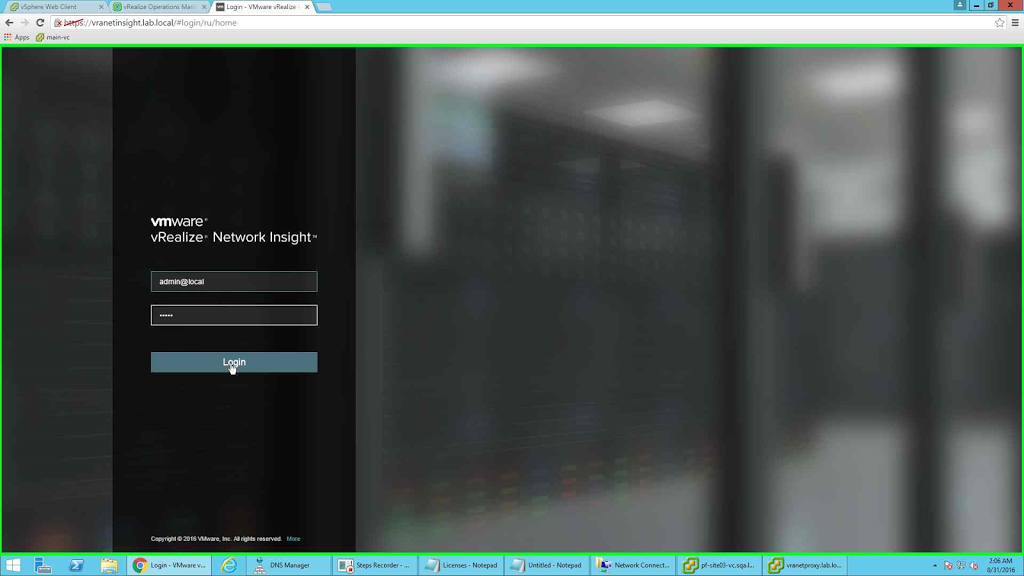 vSphere Web Client
vRealize Operations Man
Login - VMware vRealize
https://vranetinsight.lab.local/#login/ru/home
Apps
main-vc
vmware®
vRealize® Network Insight™
admin@local
•••••
Login
Copyright © 2016 VMware, Inc. All rights reserved. More
Login - VMware v...
DNS Manager
Steps Recorder - ...
Licenses - Notepad
Untitled - Notepad
Network Connect...
pf-site03-vc.sqa.l...
vranetproxy.lab.lo...
2:06 AM
8/31/2016